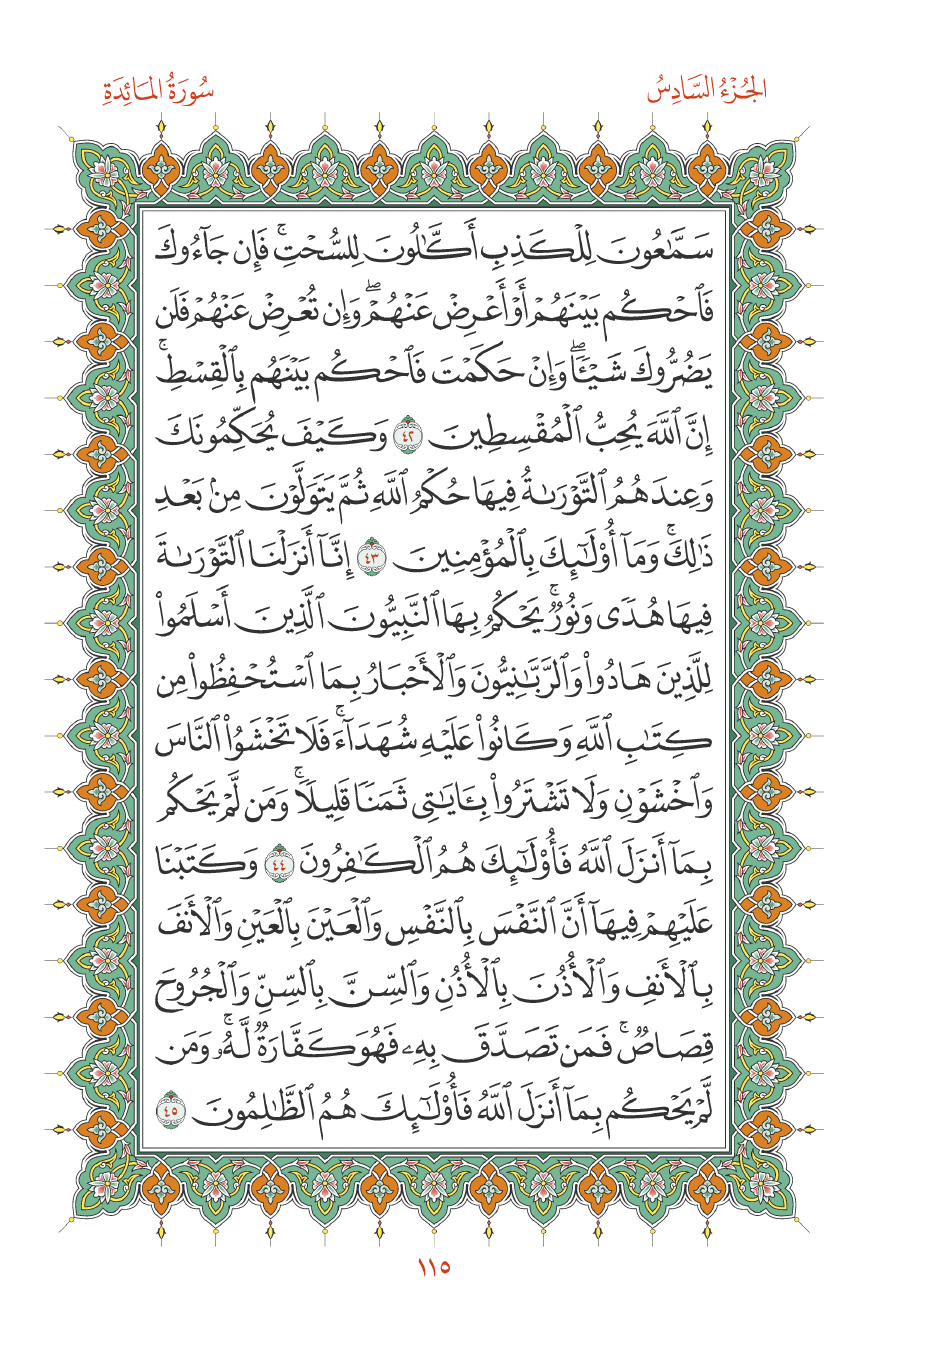 الجُزْءُ السَّادِسُ
سُورَةُ المَائِدَةِ
سَمَّٰعُونَ لِلْكَذِبِ أَكَّٰلُونَ لِلسُّحْتِۚ فَإِن جَآءُوكَ
فَٱحْكُم بَيْنَهُمْ أَوْ أَعْرِضْ عَنْهُمْۖ وَإِن تُعْرِضْ عَنْهُمْ فَلَن
يَضُرُّوكَ شَيْـًٔاۖ وَإِنْ حَكَمْتَ فَٱحْكُم بَيْنَهُم بِٱلْقِسْطِۚ
إِنَّ ٱللَّهَ يُحِبُّ ٱلْمُقْسِطِينَ ٤٢ وَكَيْفَ يُحَكِّمُونَكَ
وَعِندَهُمُ ٱلتَّوْرَىٰةُ فِيهَا حُكْمُ ٱللَّهِ ثُمَّ يَتَوَلَّوْنَ مِنۢ بَعْدِ
ذَٰلِكَۚ وَمَآ أُو۟لَٰٓئِكَ بِٱلْمُؤْمِنِينَ ٤٣ إِنَّآ أَنزَلْنَا ٱلتَّوْرَىٰةَ
فِيهَا هُدًى وَنُورٌۚ يَحْكُمُ بِهَا ٱلنَّبِيُّونَ ٱلَّذِينَ أَسْلَمُوا۟
لِلَّذِينَ هَادُوا۟ وَٱلرَّبَّٰنِيُّونَ وَٱلْأَحْبَارُ بِمَا ٱسْتُحْفِظُوا۟ مِن
كِتَٰبِ ٱللَّهِ وَكَانُوا۟ عَلَيْهِ شُهَدَآءَۚ فَلَا تَخْشَوُا۟ ٱلنَّاسَ
وَٱخْشَوْنِ وَلَا تَشْتَرُوا۟ بِـَٔايَٰتِى ثَمَنًا قَلِيلًاۚ وَمَن لَّمْ يَحْكُم
بِمَآ أَنزَلَ ٱللَّهُ فَأُو۟لَٰٓئِكَ هُمُ ٱلْكَٰفِرُونَ ٤٤ وَكَتَبْنَا
عَلَيْهِمْ فِيهَآ أَنَّ ٱلنَّفْسَ بِٱلنَّفْسِ وَٱلْعَيْنَ بِٱلْعَيْنِ وَٱلْأَنفَ
بِٱلْأَنفِ وَٱلْأُذُنَ بِٱلْأُذُنِ وَٱلسِّنَّ بِٱلسِّنِّ وَٱلْجُرُوحَ
قِصَاصٌۚ فَمَن تَصَدَّقَ بِهِۦ فَهُوَ كَفَّارَةٌ لَّهُۥۚ وَمَن
لَّمْ يَحْكُم بِمَآ أَنزَلَ ٱللَّهُ فَأُو۟لَٰٓئِكَ هُمُ ٱلظَّٰلِمُونَ ٤٥
١١٥